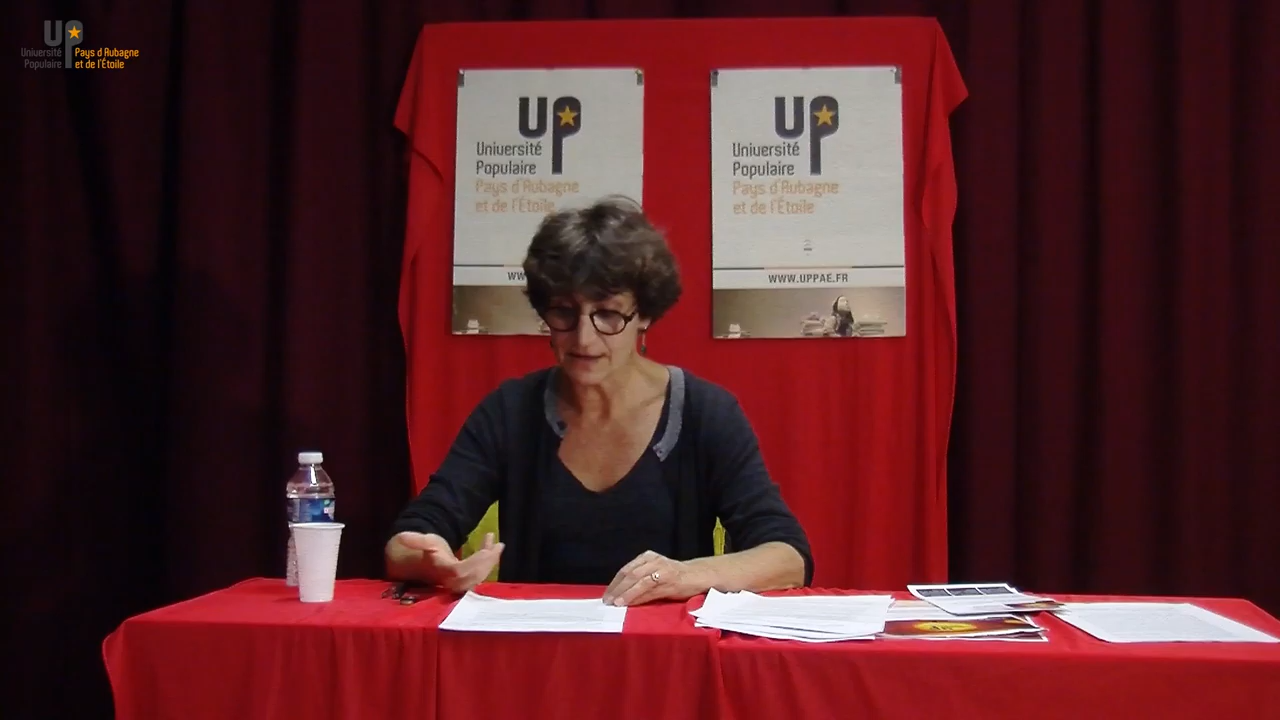 UP
Université
Populaire
Pays d'Aubagne
et de l'Étoile
UP
Université
Populaire
Pays d'Aubagne
et de l'Étoile
WW
UP
Université
Populaire
Pays d'Aubagne
et de l'Étoile
WWW.UPPAE.FR